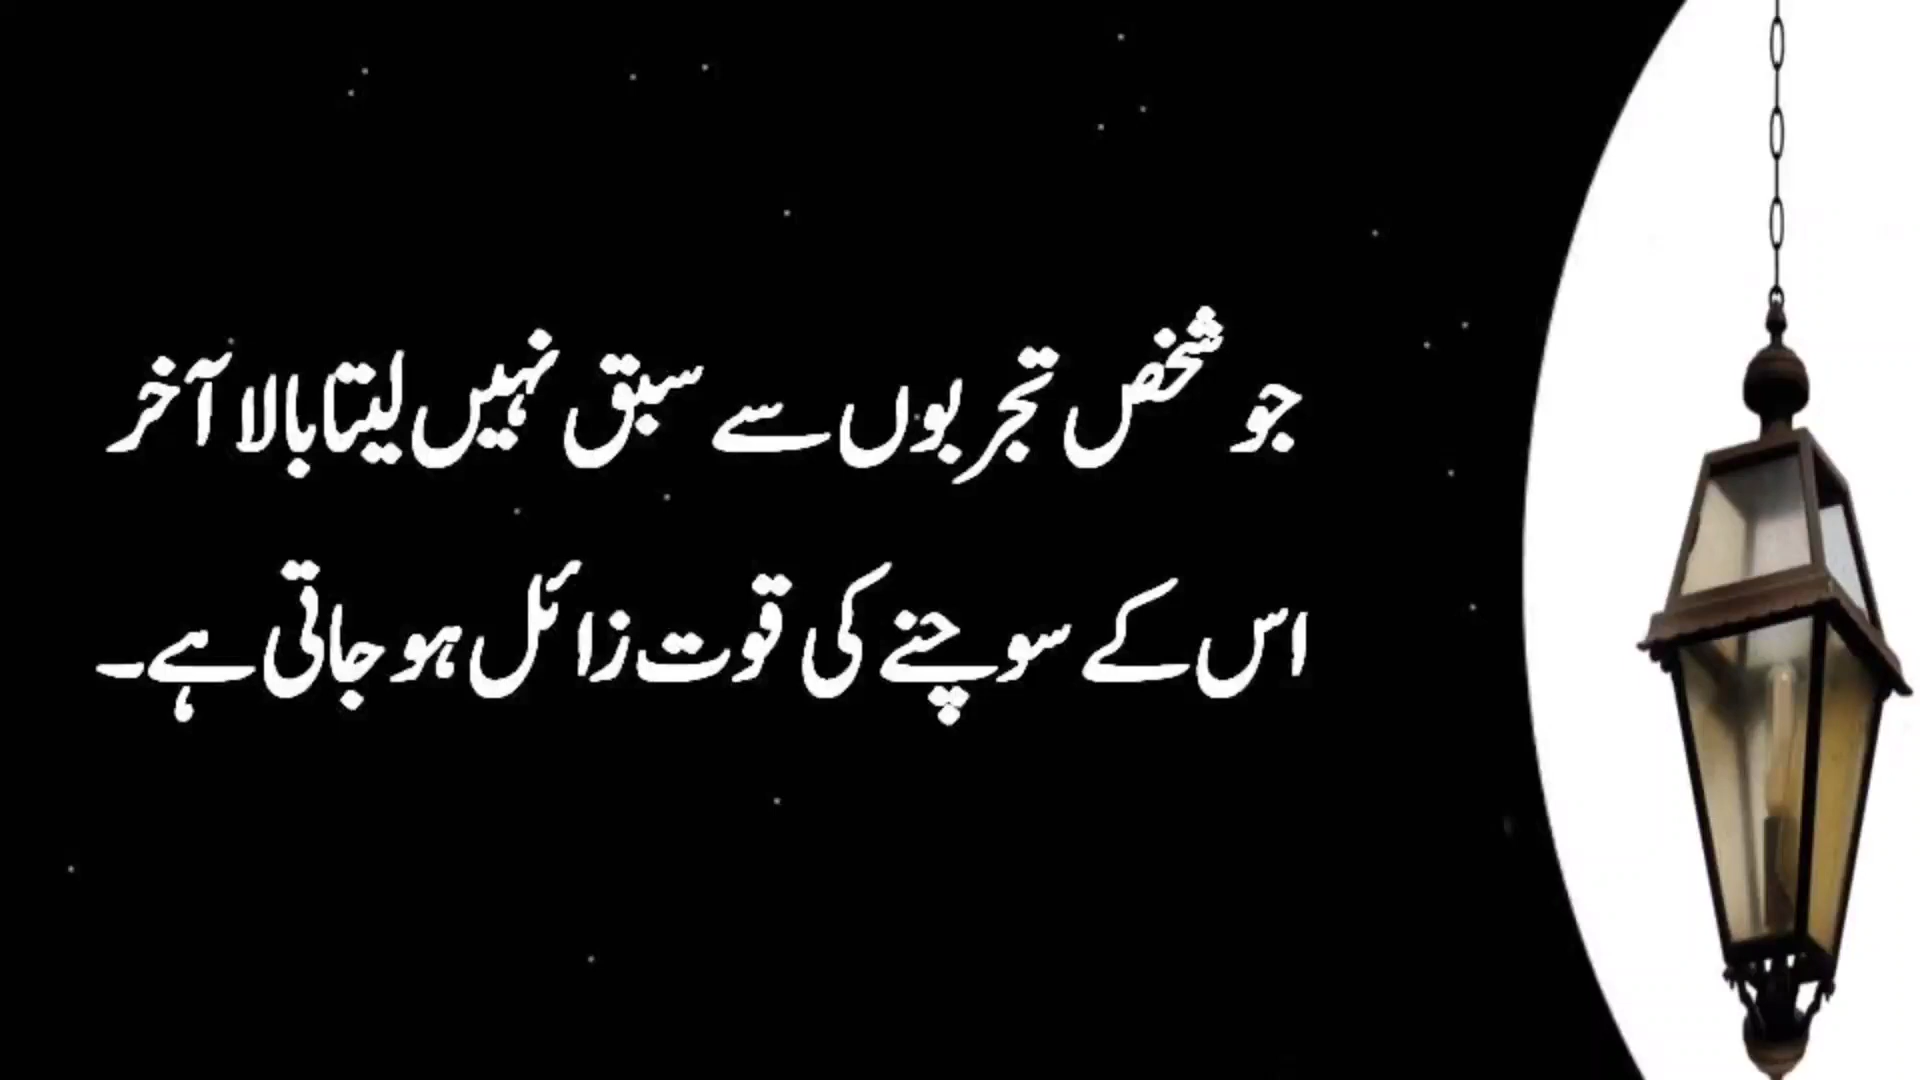 جو شخص تجربوں سے سبق نہیں لیتا بالا آخر
اس کے سوچنے کی قوت زائل ہو جاتی ہے۔